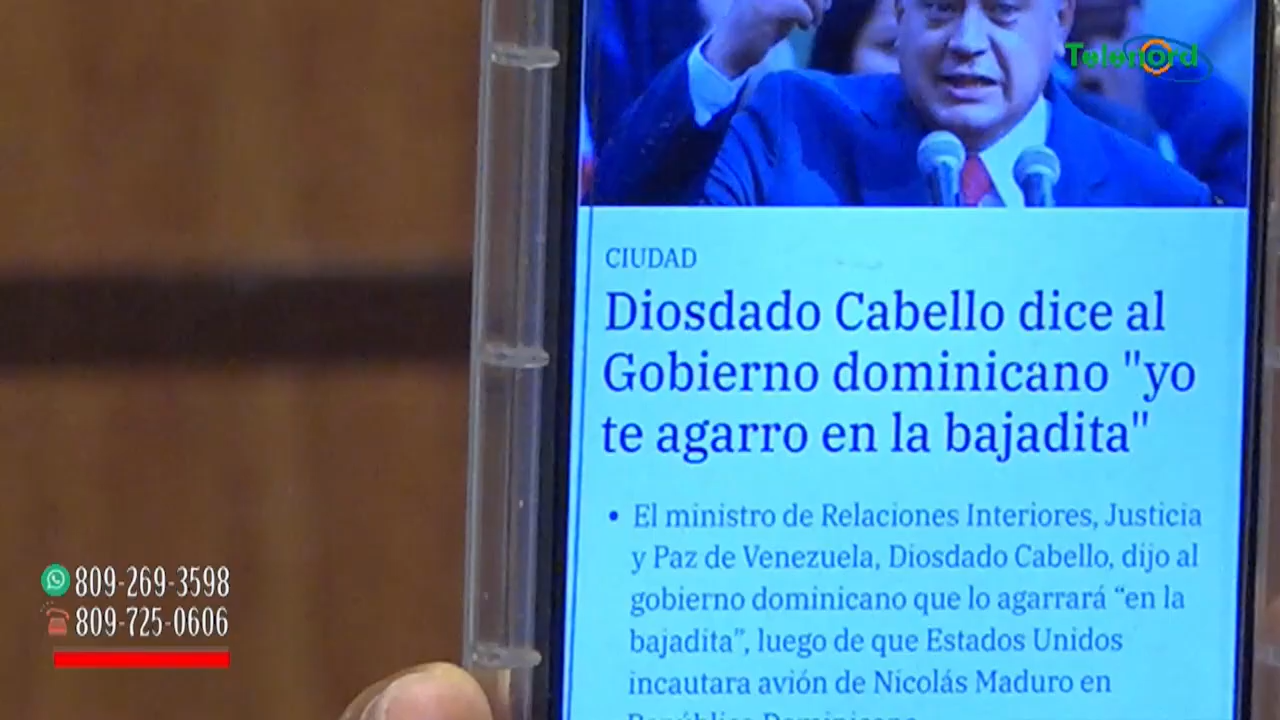 Telenord
CIUDAD
Diosdado Cabello dice al
Gobierno dominicano "yo
te agarro en la bajadita"
• El ministro de Relaciones Interiores, Justicia
y Paz de Venezuela, Diosdado Cabello, dijo al
gobierno dominicano que lo agarrará “en la
bajadita”, luego de que Estados Unidos
incautara avión de Nicolás Maduro en
República Dominicana
809-269-3598
809-725-0606